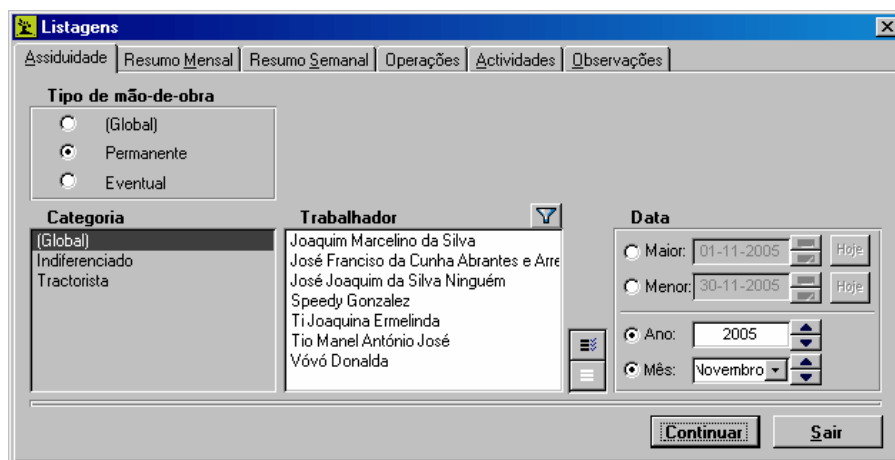 Listagens
Assiduidade Resumo Mensal Resumo Semanal Operações Actividades Observações
Tipo de mão-de-obra
(Global)
Permanente
Eventual
Categoria
(Global)
Indiferenciado
Tractorista
Trabalhador
Joaquim Marcelino da Silva
José Franciso da Cunha Abrantes e Arre
José Joaquim da Silva Ninguém
Speedy Gonzalez
Ti Joaquina Ermelinda
Tio Manel António José
Vóvó Donalda
Data
Maior: 01-11-2005 Hoje
Menor: 30-11-2005 Hoje
Ano: 2005
Mês: Novembro
Continuar Sair